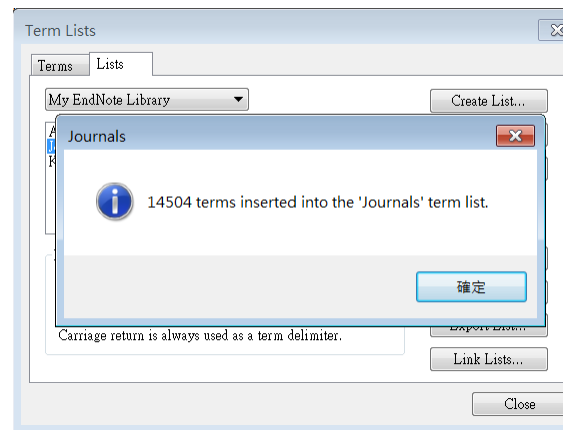 Term Lists
Terms Lists
My EndNote Library
Create List...
Journals
14504 terms inserted into the 'Journals' term list.
確定
Carriage return is always used as a term delimiter.
Link Lists...
Close